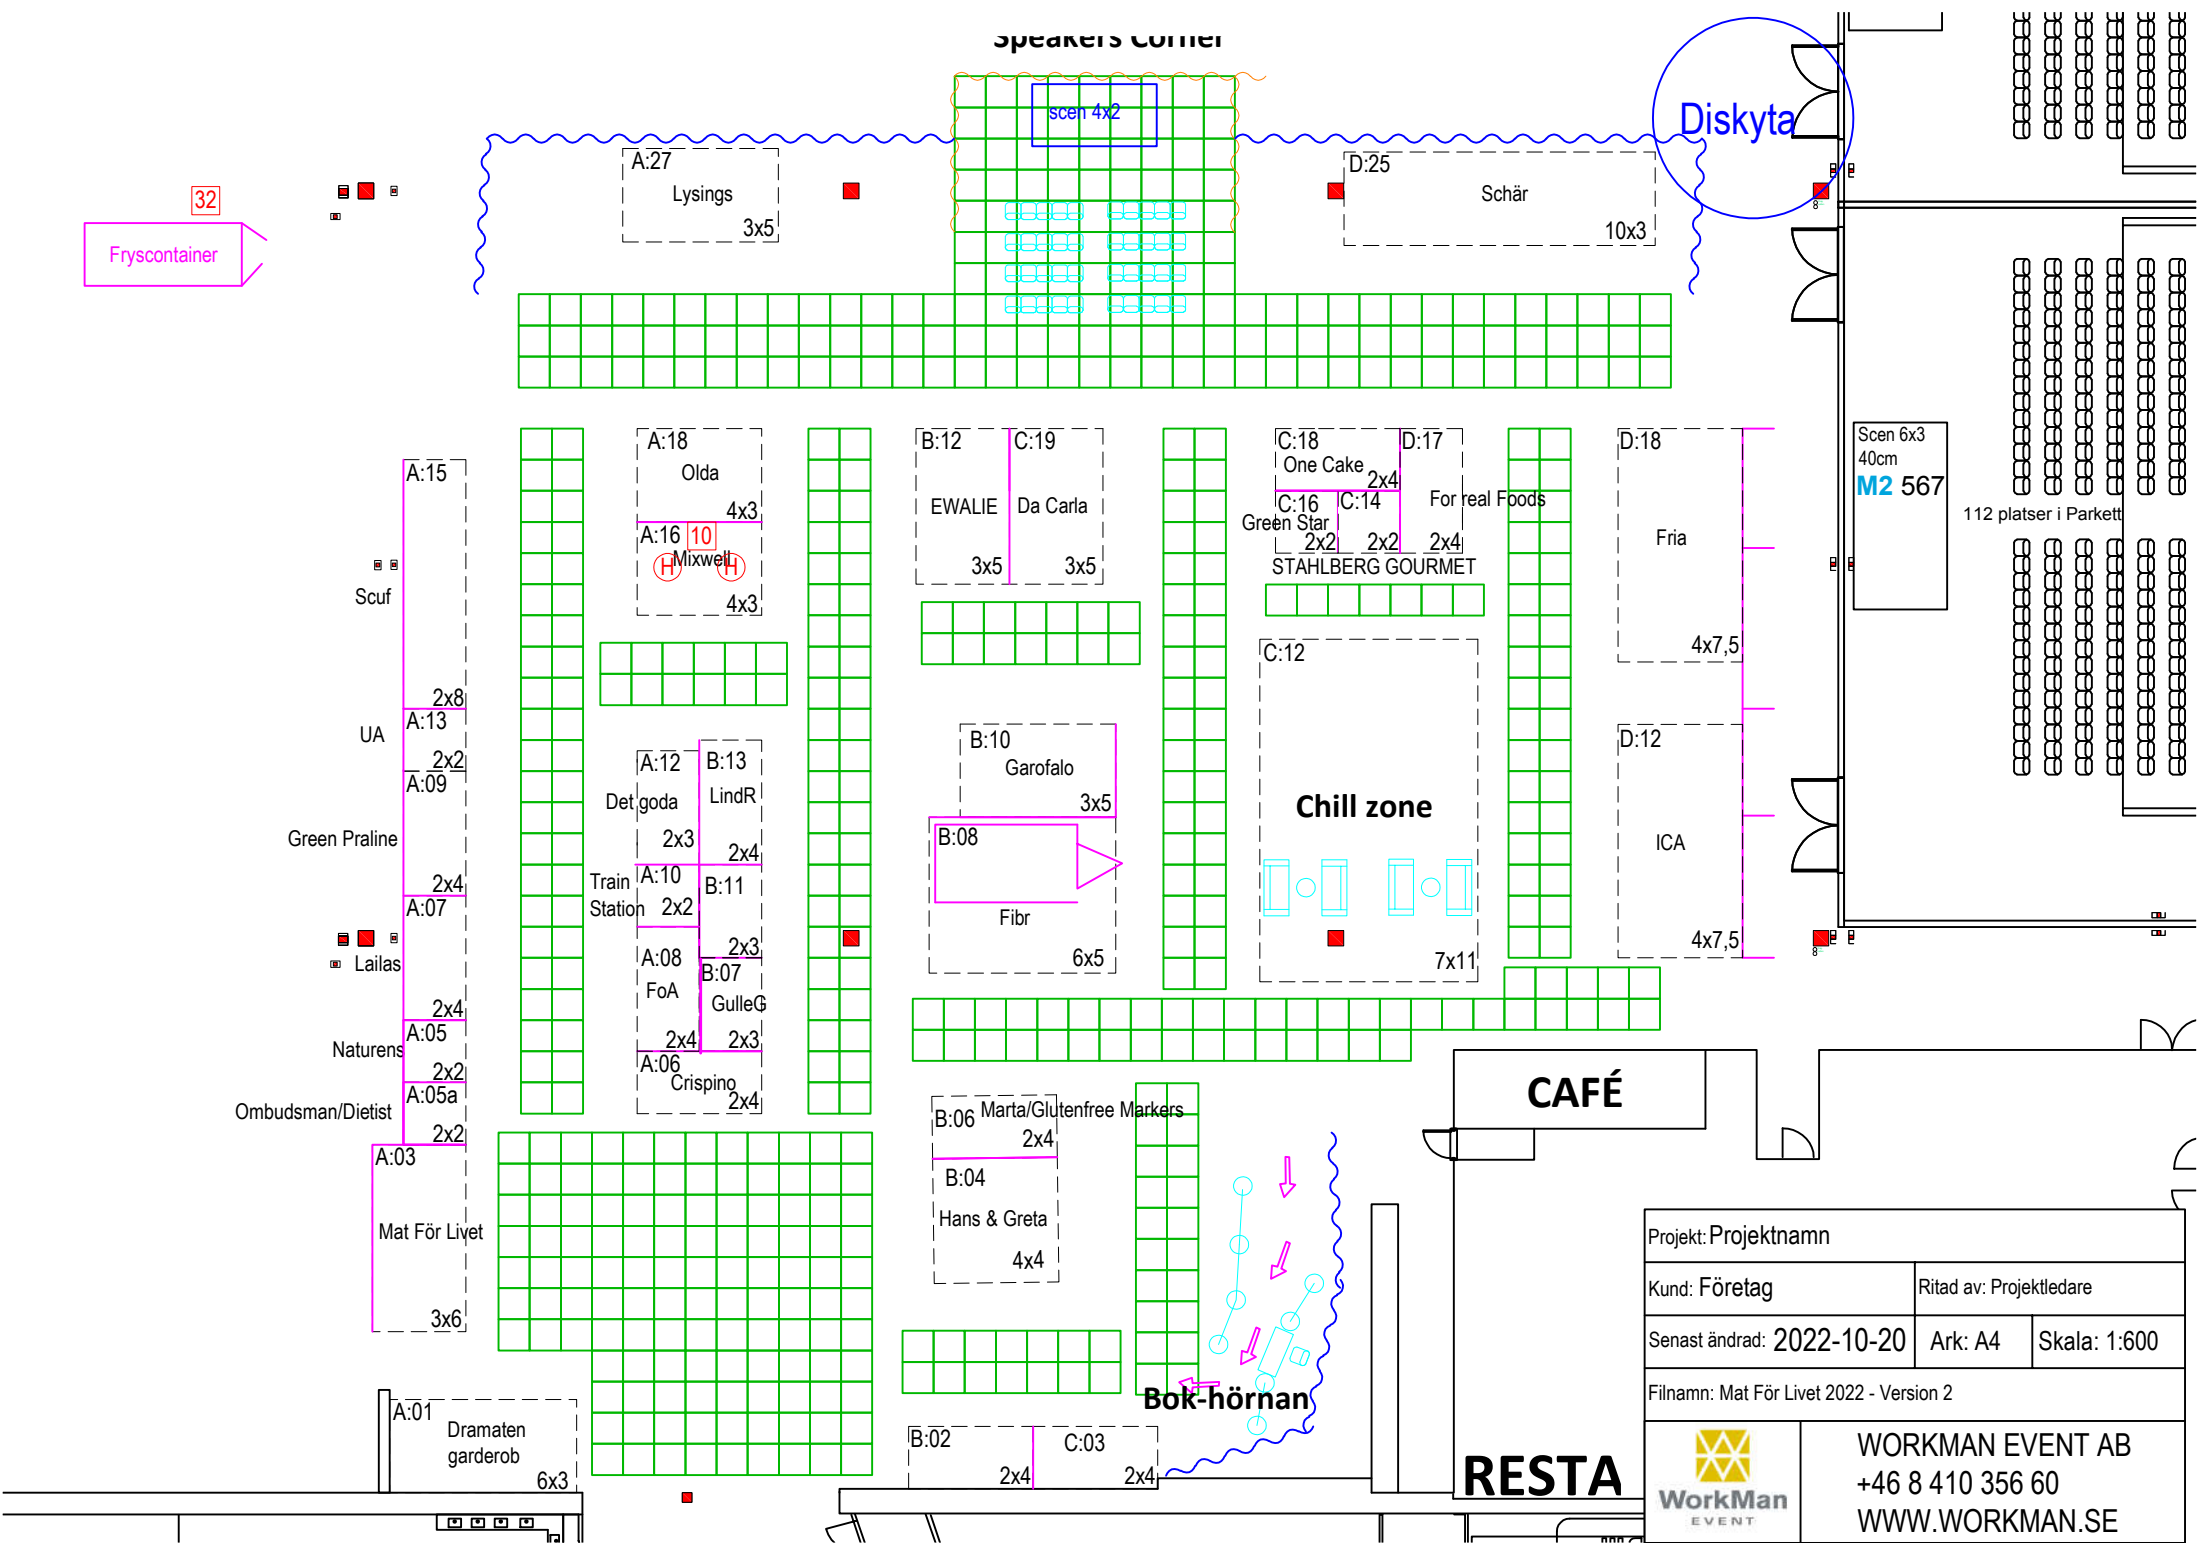 Speakers Corner
scen 4x2
Diskyta
A:27
Lysings
3x5
D:25
Schär
10x3
32
Fryscontainer
8
A:15
Scuf
2x8
A:13
UA
2x2
A:09
Green Praline
2x4
A:07
Lailas
2x4
A:05
Naturens
2x2
A:05a
Ombudsman/Dietist
2x2
A:03
Mat För Livet
3x6
A:01
Dramaten
garderob
6x3
A:18
Olda
4x3
A:16
10
H
Mixwell
H
4x3
A:12
Det goda
2x3
B:13
LindR
2x4
Train
Station
A:10
2x2
B:11
2x3
A:08
FoA
2x4
B:07
GulleG
2x3
A:06
Crispino
2x4
B:12
EWALIE
3x5
C:19
Da Carla
3x5
B:10
Garofalo
3x5
B:08
Fibr
6x5
B:06
Marta/Glutenfree Markers
2x4
B:04
Hans & Greta
4x4
B:02
2x4
C:03
2x4
Bok-hörnan
C:18
One Cake
2x4
D:17
For real Foods
2x4
C:16
Green Star
2x2
C:14
2x2
STAHLBERG GOURMET
C:12
Chill zone
7x11
D:18
Fria
4x7,5
D:12
ICA
4x7,5
8
Scen 6x3
40cm
M2 567
112 platser i Parkett
CAFÉ
RESTA
Projekt: Projektnamn
Kund: Företag
Ritad av: Projektledare
Senast ändrad: 2022-10-20
Ark: A4
Skala: 1:600
Filnamn: Mat För Livet 2022 - Version 2
WorkMan
EVENT
WORKMAN EVENT AB
+46 8 410 356 60
WWW.WORKMAN.SE